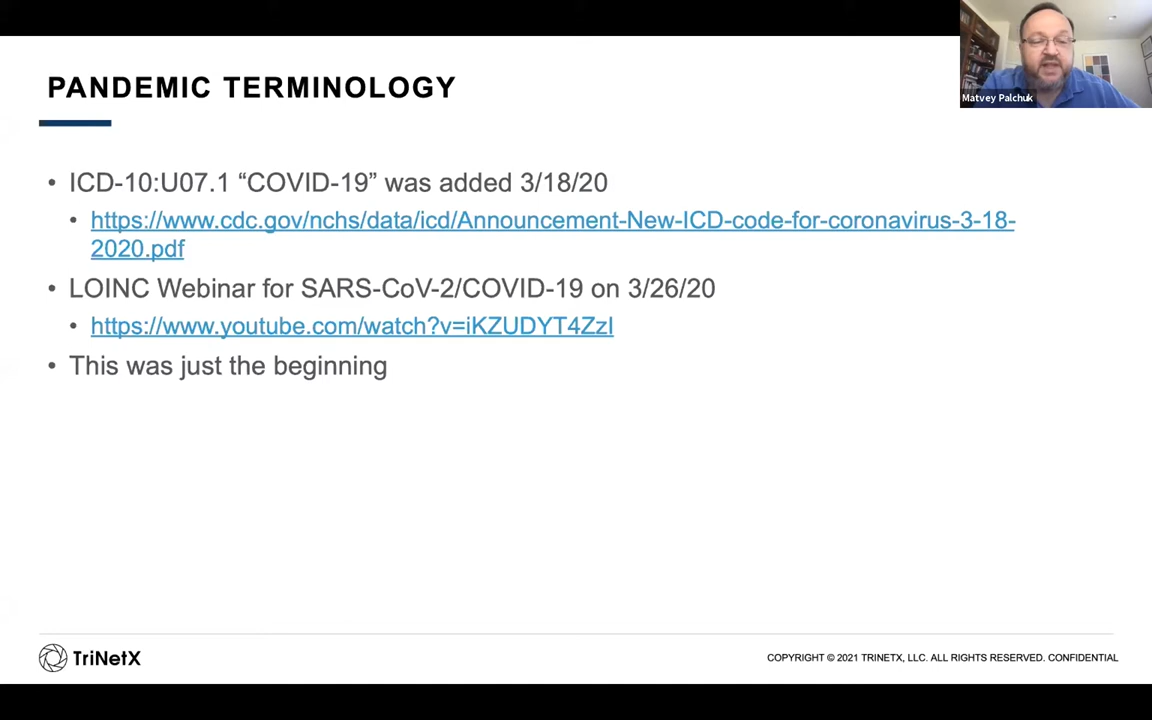 Matvey Palchuk
PANDEMIC TERMINOLOGY
• ICD-10:U07.1 “COVID-19” was added 3/18/20
• https://www.cdc.gov/nchs/data/icd/Announcement-New-ICD-code-for-coronavirus-3-18-
2020.pdf
• LOINC Webinar for SARS-CoV-2/COVID-19 on 3/26/20
• https://www.youtube.com/watch?v=iKZUDYT4ZzI
• This was just the beginning
TriNetX
COPYRIGHT © 2021 TRINETX, LLC. ALL RIGHTS RESERVED. CONFIDENTIAL